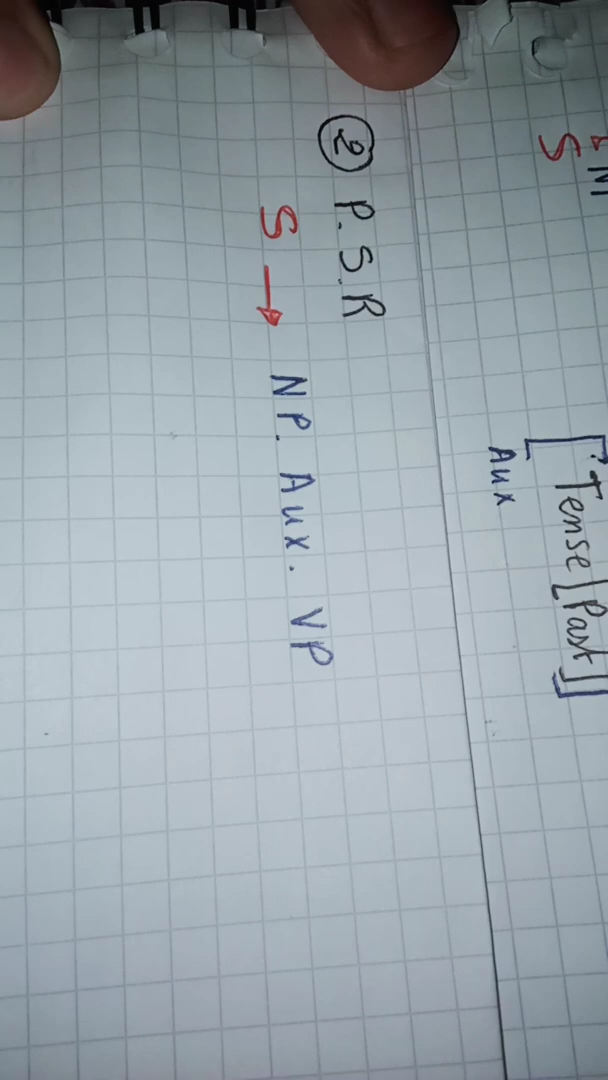 S
Aux
[Tense [Past]]
② P.S.R
S → NP. Aux. VP